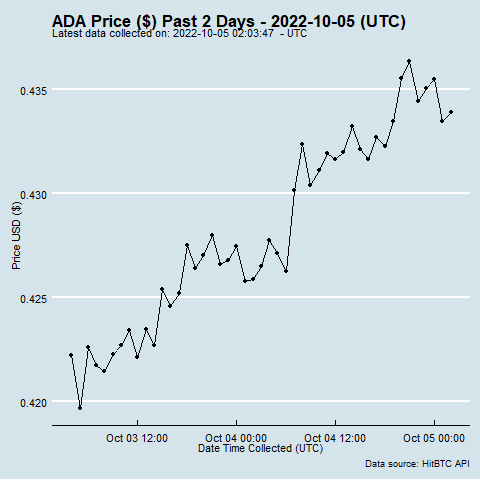 ADA Price ($) Past 2 Days - 2022-10-05 (UTC)
Latest data collected on: 2022-10-05 02:03:47 - UTC
0.435
0.430
0.425
0.420
Price USD ($)
Oct 03 12:00 Oct 04 00:00 Oct 04 12:00 Oct 05 00:00
Date Time Collected (UTC)
Data source: HitBTC API